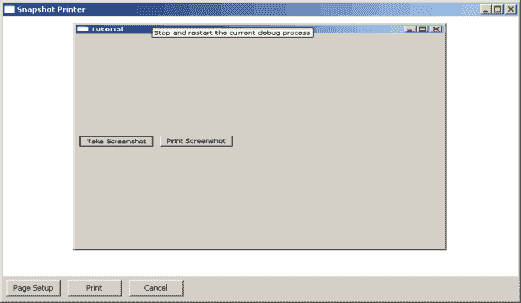 Snapshot Printer
Tutorial
Stop and restart the current debug process
Take Screenshot Print Screenshot
Page Setup Print Cancel